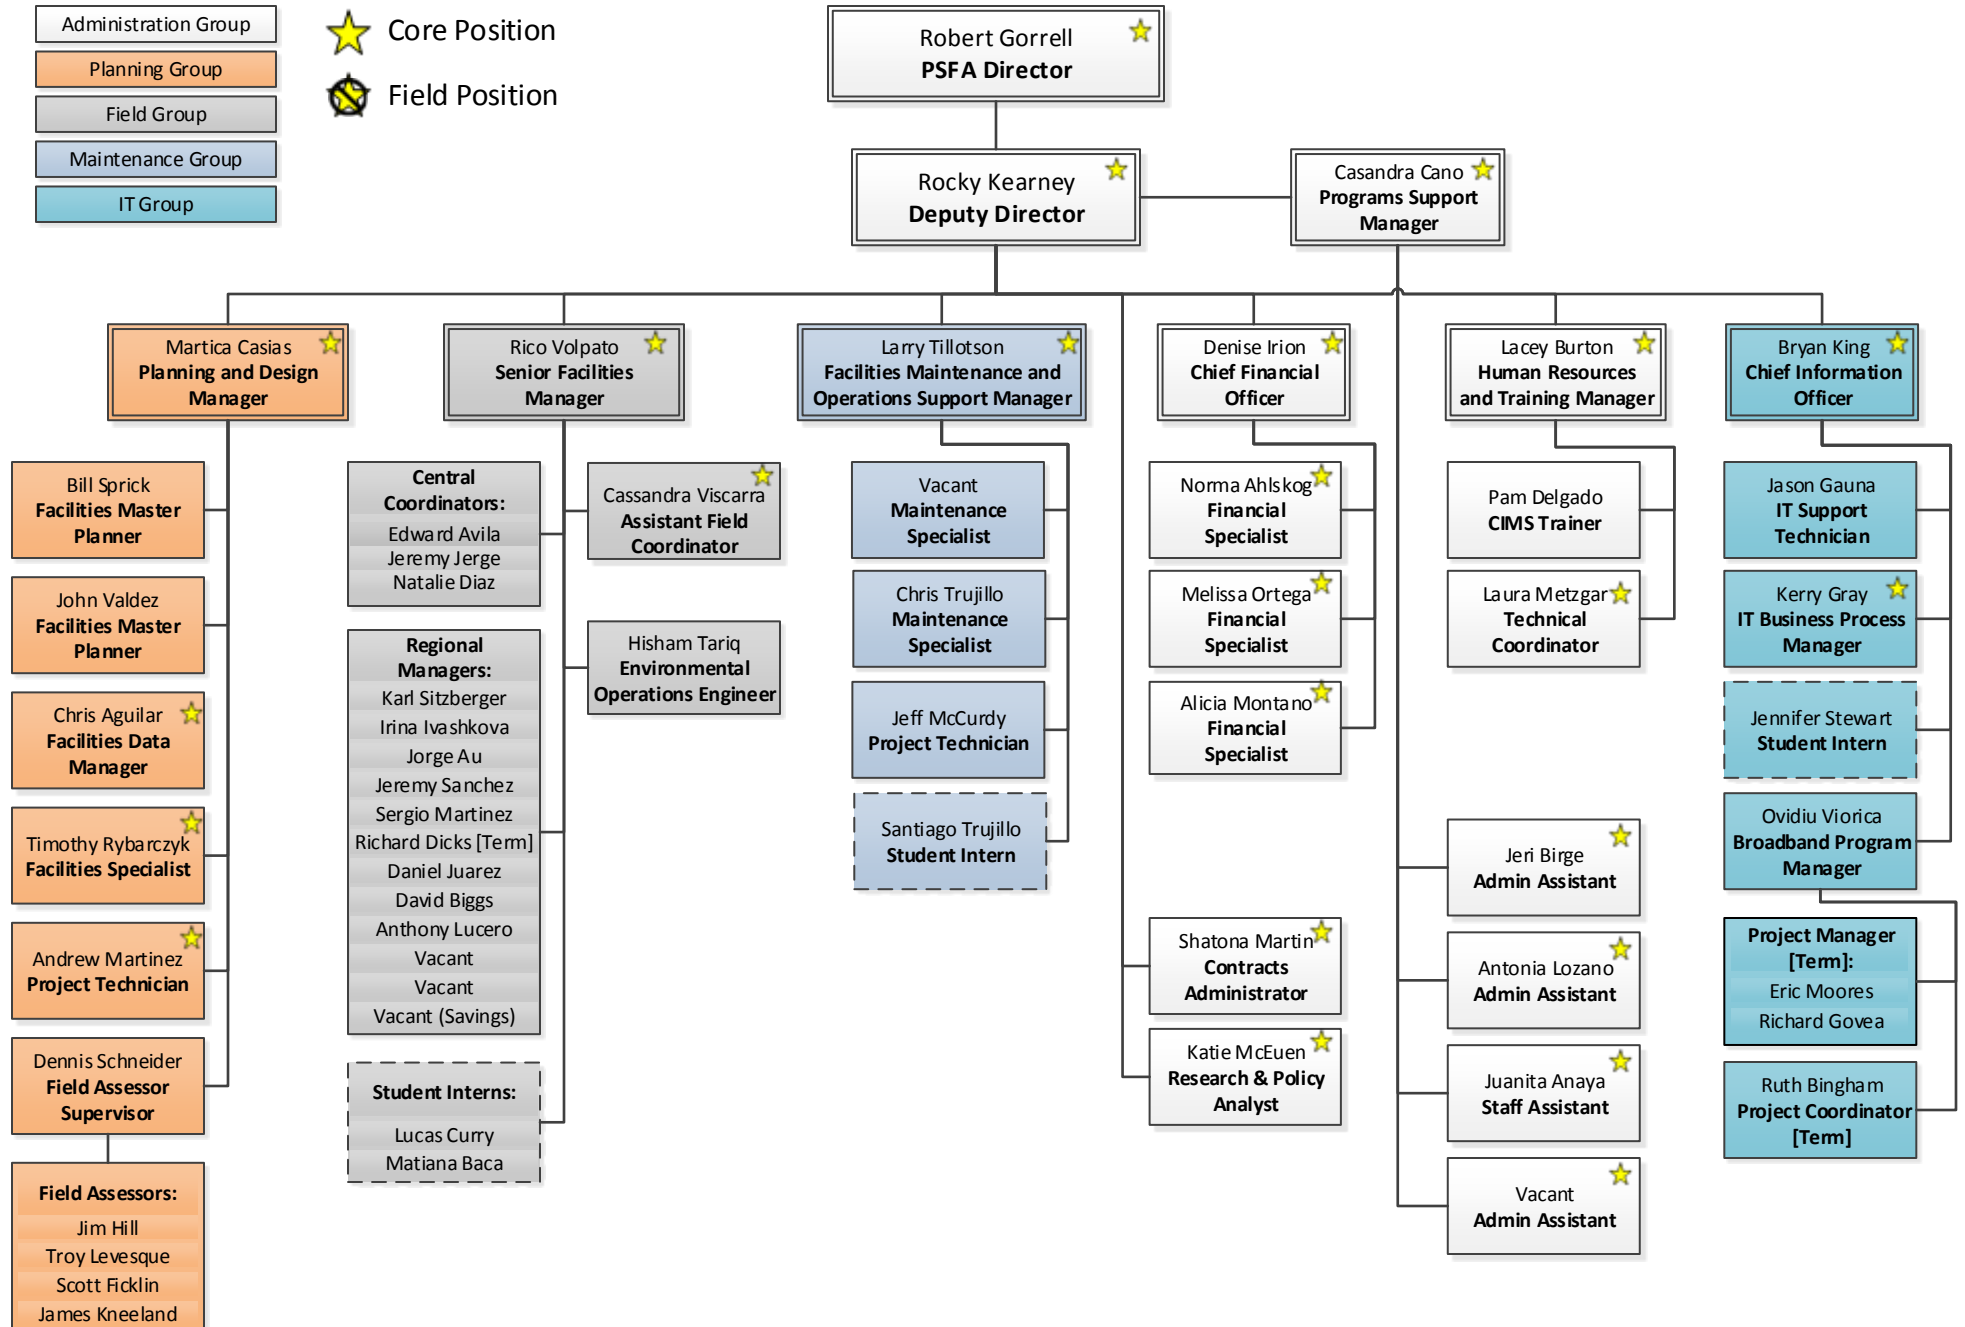 Administration Group
Planning Group
Field Group
Maintenance Group
IT Group
Core Position
Field Position
Robert Gorrell
PSFA Director
Rocky Kearney
Deputy Director
Casandra Cano
Programs Support
Manager
Martica Casias
Planning and Design
Manager
Rico Volpato
Senior Facilities
Manager
Larry Tillotson
Facilities Maintenance and
Operations Support Manager
Denise Irion
Chief Financial
Officer
Lacey Burton
Human Resources
and Training Manager
Bryan King
Chief Information
Officer
Bill Sprick
Facilities Master
Planner
John Valdez
Facilities Master
Planner
Chris Aguilar
Facilities Data
Manager
Timothy Rybarczyk
Facilities Specialist
Andrew Martinez
Project Technician
Dennis Schneider
Field Assessor
Supervisor
Field Assessors:
Jim Hill
Troy Levesque
Scott Ficklin
James Kneeland
Central
Coordinators:
Edward Avila
Jeremy Jerge
Natalie Diaz
Regional
Managers:
Karl Sitzberger
Irina Ivashkova
Jorge Au
Jeremy Sanchez
Sergio Martinez
Richard Dicks [Term]
Daniel Juarez
David Biggs
Anthony Lucero
Vacant
Vacant
Vacant (Savings)
Student Interns:
Lucas Curry
Matiana Baca
Cassandra Viscarra
Assistant Field
Coordinator
Hisham Tariq
Environmental
Operations Engineer
Vacant
Maintenance
Specialist
Chris Trujillo
Maintenance
Specialist
Jeff McCurdy
Project Technician
Santiago Trujillo
Student Intern
Norma Ahlskog
Financial
Specialist
Melissa Ortega
Financial
Specialist
Alicia Montano
Financial
Specialist
Shatona Martin
Contracts
Administrator
Katie McEuen
Research & Policy
Analyst
Pam Delgado
CIMS Trainer
Laura Metzgar
Technical
Coordinator
Jeri Birge
Admin Assistant
Antonia Lozano
Admin Assistant
Juanita Anaya
Staff Assistant
Vacant
Admin Assistant
Jason Gauna
IT Support
Technician
Kerry Gray
IT Business Process
Manager
Jennifer Stewart
Student Intern
Ovidiu Viorica
Broadband Program
Manager
Project Manager
[Term]:
Eric Moores
Richard Govea
Ruth Bingham
Project Coordinator
[Term]